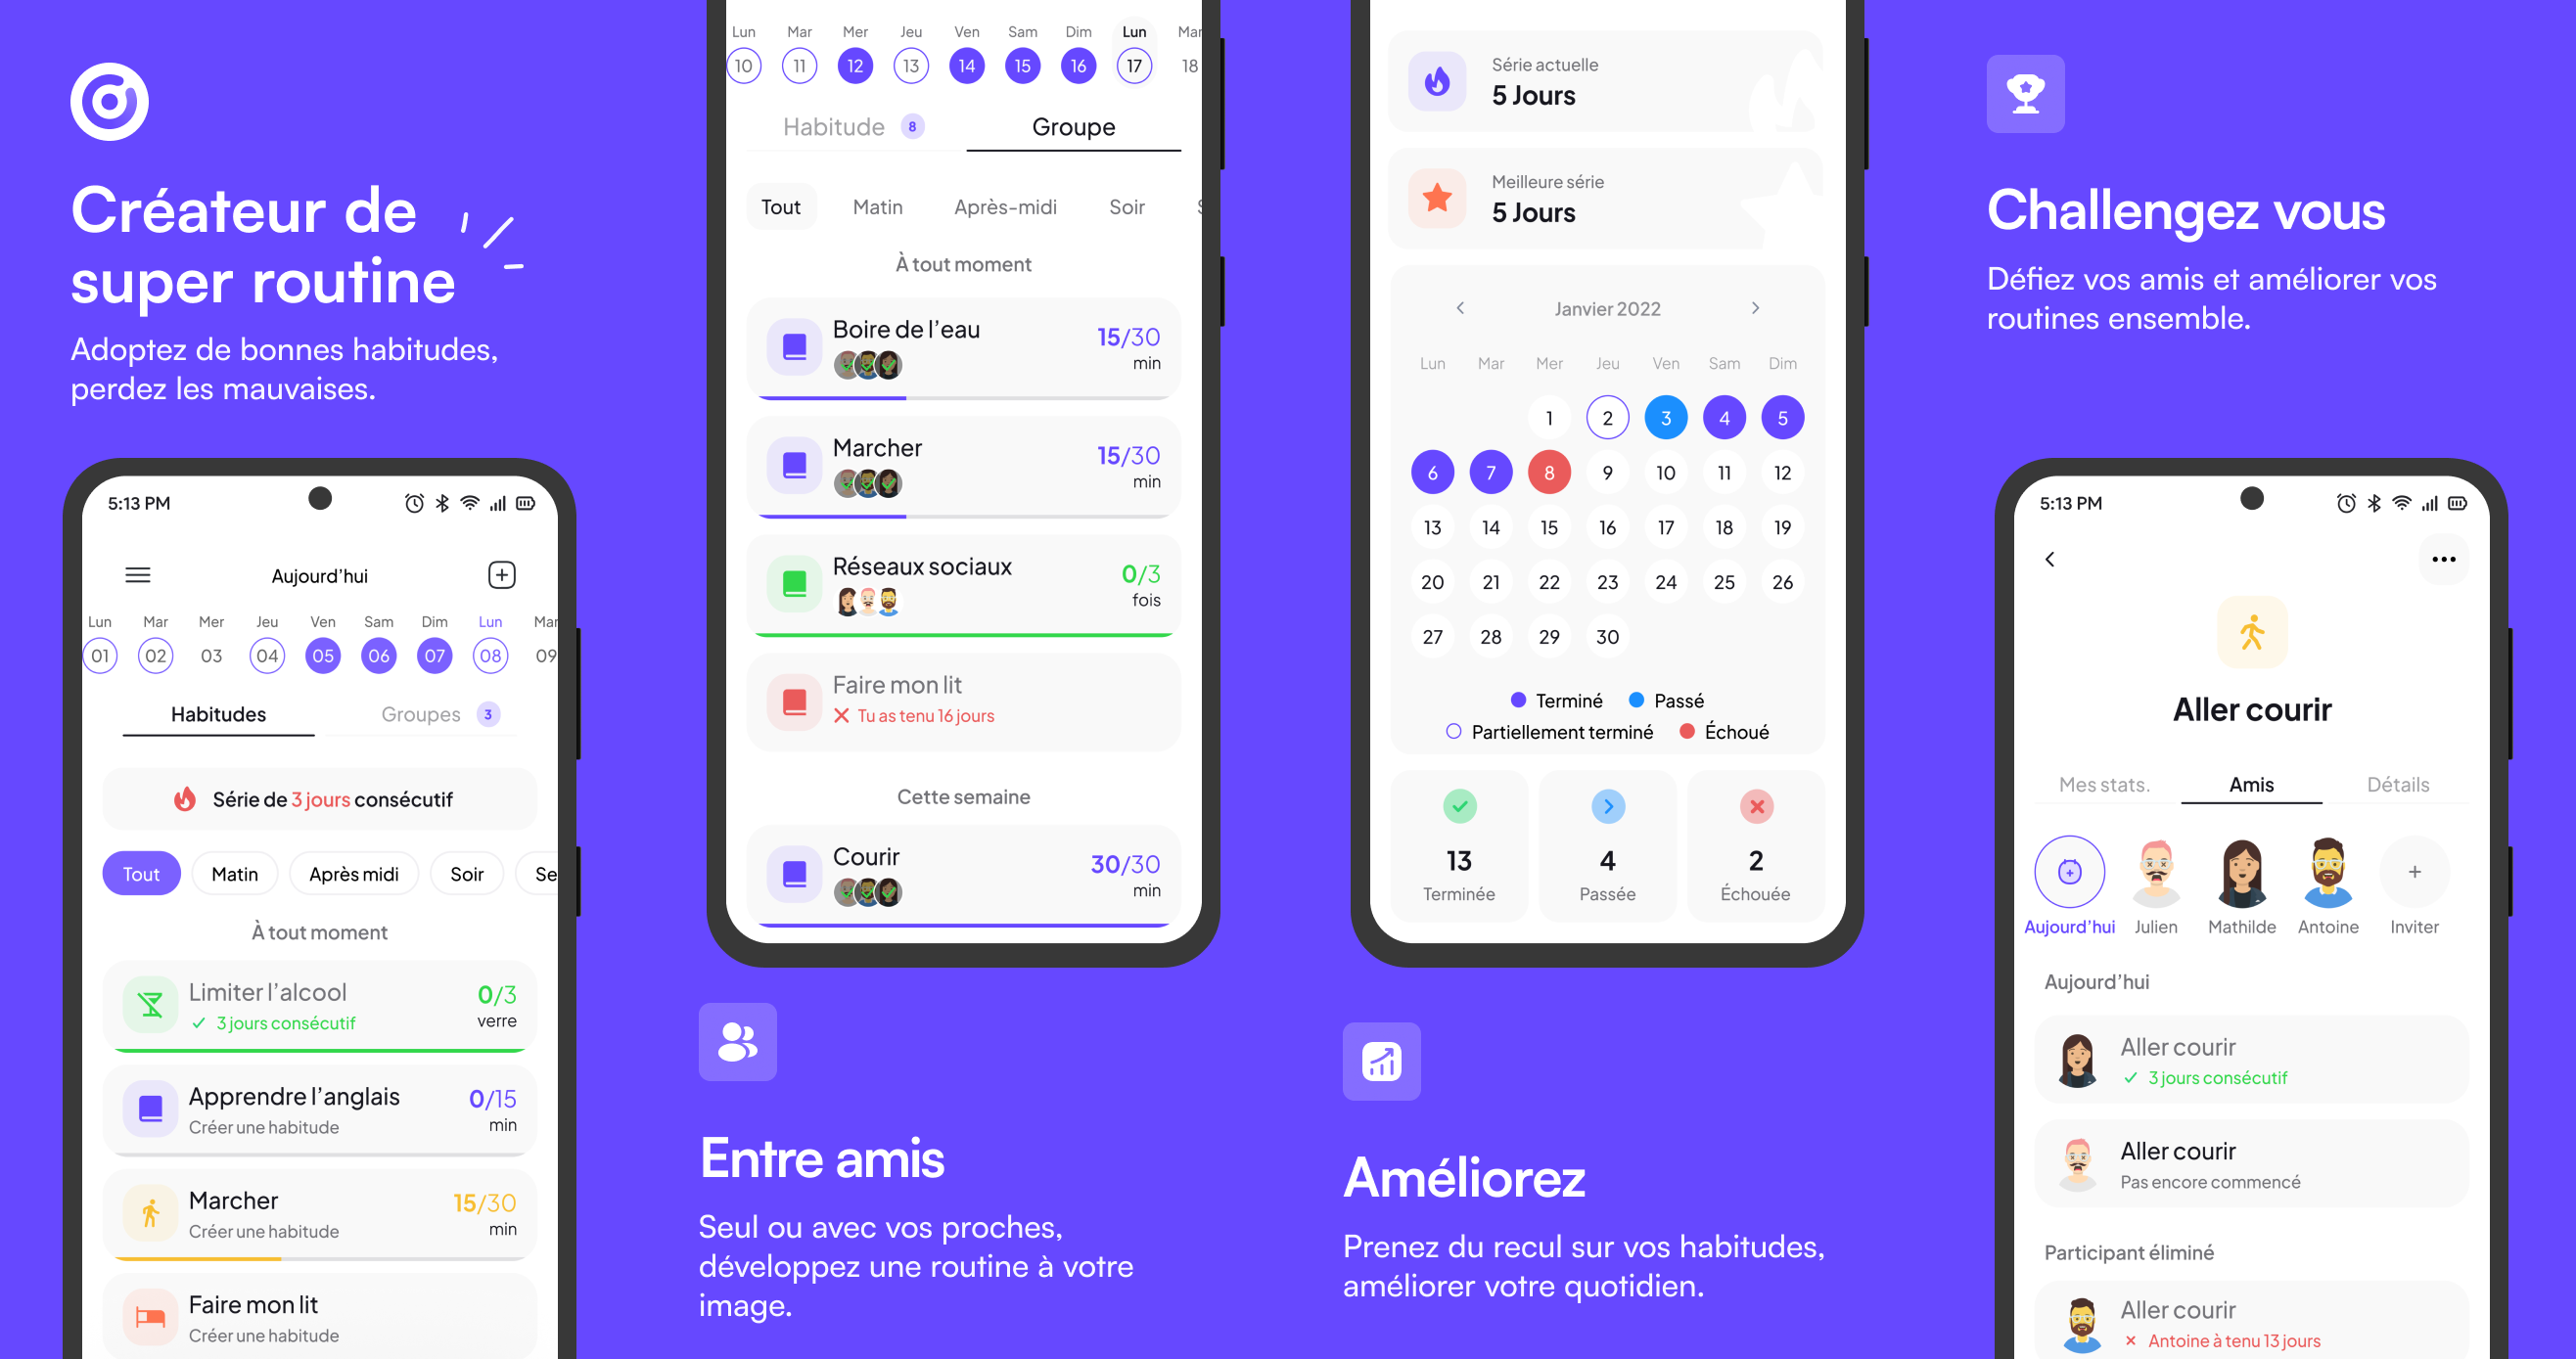 Créateur de
super routine
Adoptez de bonnes habitudes,
perdez les mauvaises.
5:13 PM
Aujourd’hui
Lun Mar Mer Jeu Ven Sam Dim Lun Mar
01 02 03 04 05 06 07 08 09
Habitudes Groupes 3
Série de 3 jours consécutif
Tout Matin Après midi Soir Se
À tout moment
Limiter l’alcool 0/3
3 jours consécutif verre
Apprendre l’anglais 0/15
Créer une habitude min
Marcher 15/30
Créer une habitude min
Faire mon lit
Créer une habitude
Lun Mar Mer Jeu Ven Sam Dim Lun Mar
10 11 12 13 14 15 16 17 18
Habitude 8 Groupe
Tout Matin Après-midi Soir
À tout moment
Boire de l’eau 15/30
min
Marcher 15/30
min
Réseaux sociaux 0/3
fois
Faire mon lit
Tu as tenu 16 jours
Cette semaine
Courir 30/30
min
Entre amis
Seul ou avec vos proches,
développez une routine à votre
image.
Série actuelle
5 Jours
Meilleure série
5 Jours
Janvier 2022
Lun Mar Mer Jeu Ven Sam Dim
1 2 3 4 5
6 7 8 9 10 11 12
13 14 15 16 17 18 19
20 21 22 23 24 25 26
27 28 29 30
Terminé Passé
Partiellement terminé Échoué
13 4 2
Terminée Passée Échouée
Améliorez
Prenez du recul sur vos habitudes,
améliorer votre quotidien.
Challengez vous
Défiez vos amis et améliorer vos
routines ensemble.
5:13 PM
Aller courir
Mes stats. Amis Détails
Aujourd’hui Julien Mathilde Antoine Inviter
Aujourd’hui
Aller courir
3 jours consécutif
Aller courir
Pas encore commencé
Participant éliminé
Aller courir
Antoine à tenu 13 jours